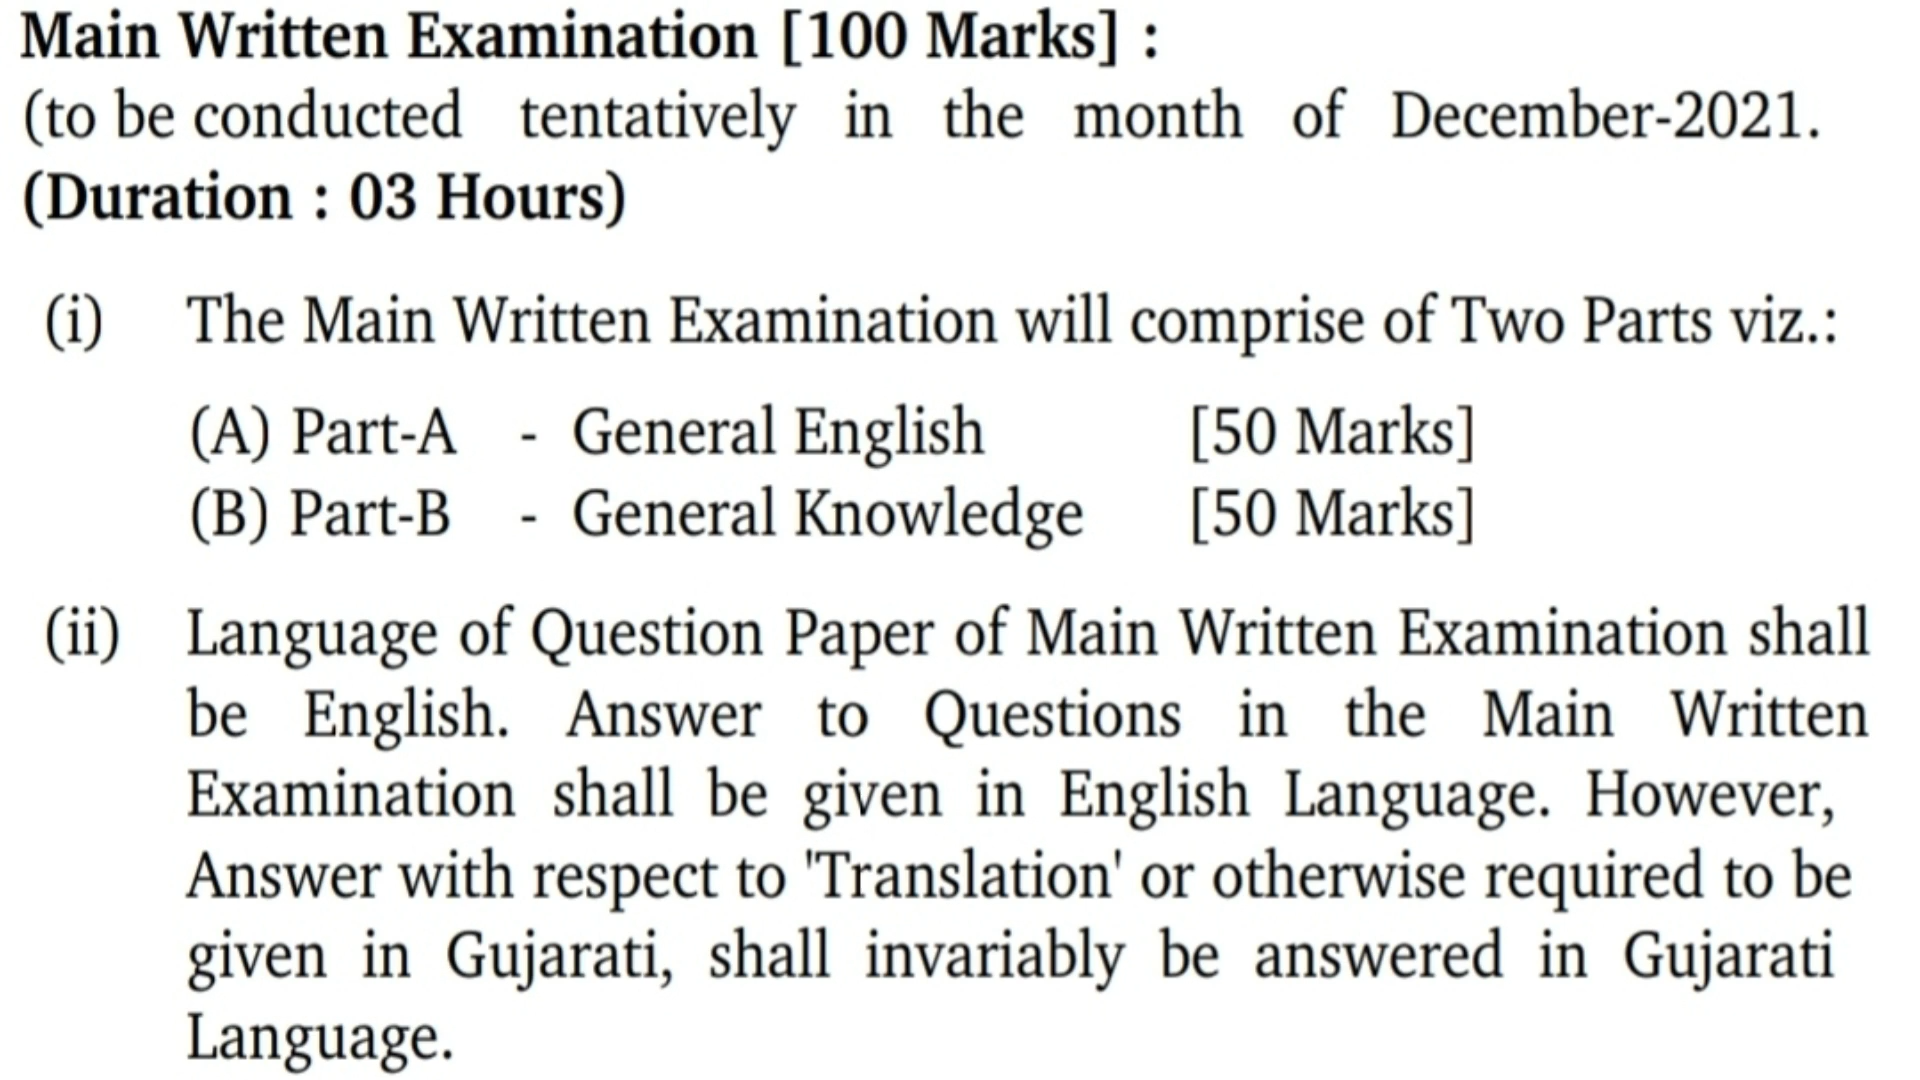 Main Written Examination [100 Marks] :
(to be conducted tentatively in the month of December-2021.
(Duration : 03 Hours)
(i) The Main Written Examination will comprise of Two Parts viz.:
(A) Part-A - General English [50 Marks]
(B) Part-B - General Knowledge [50 Marks]
(ii) Language of Question Paper of Main Written Examination shall
be English. Answer to Questions in the Main Written
Examination shall be given in English Language. However,
Answer with respect to 'Translation' or otherwise required to be
given in Gujarati, shall invariably be answered in Gujarati
Language.